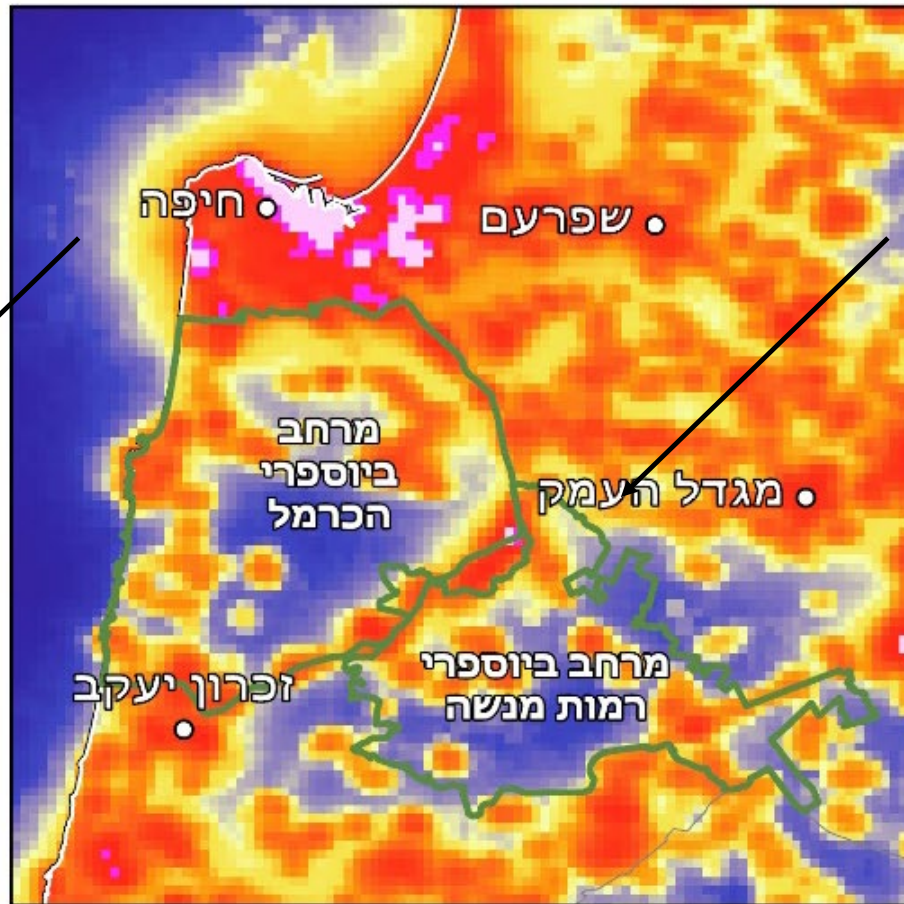 חיפה
שפרעם
מרחב
ביוספרי
הכרמל
מגדל העמק
מרחב ביוספרי
רמות מנשה
זכרון יעקב